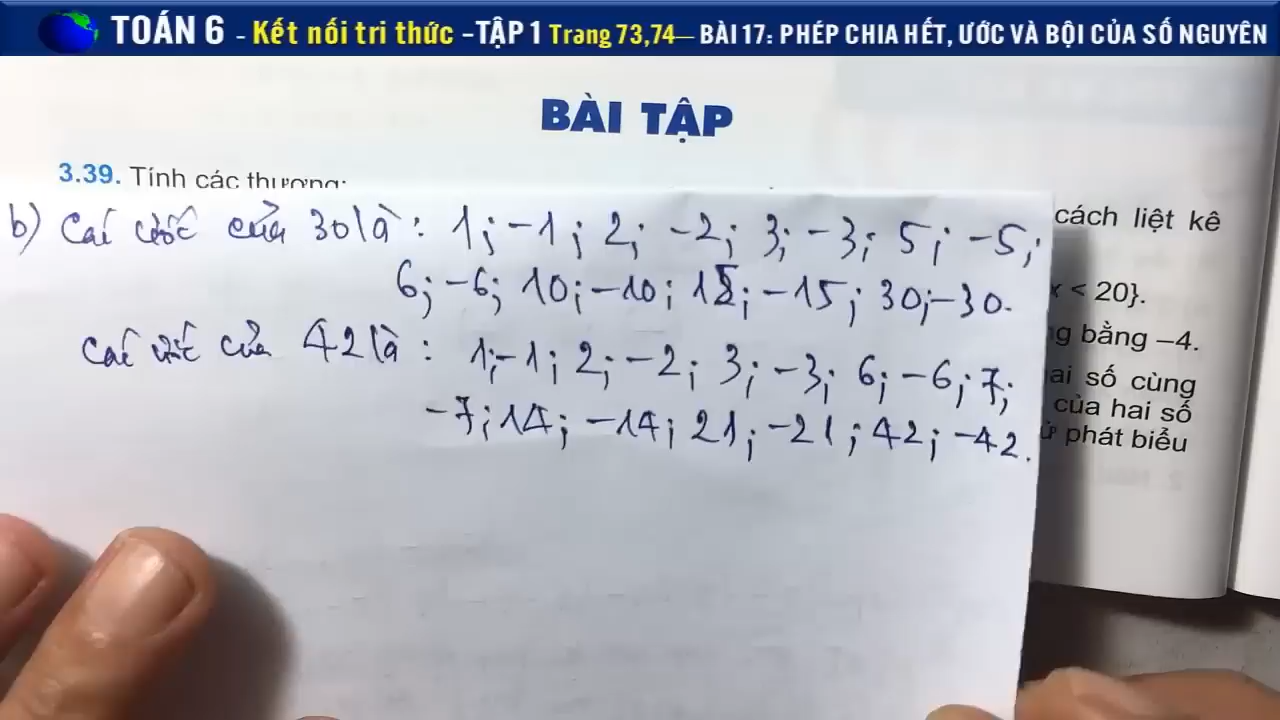 TOÁN 6 - Kết nối tri thức -TẬP 1 Trang 73,74— BÀI 17: PHÉP CHIA HẾT, ƯỚC VÀ BỘI CỦA SỐ NGUYÊN
BÀI TẬP
3.39. Tính các thương:
b) Các ước của 30 là: 1; -1; 2; -2; 3; -3; 5; -5;
6; -6; 10; -10; 15; -15; 30; -30.
Các ước của 42 là: 1; -1; 2; -2; 3; -3; 6; -6; 7;
-7; 14; -14; 21; -21; 42; -42.
cách liệt kê
x < 20}.
bằng –4.
số cùng
của hai số
phát biểu